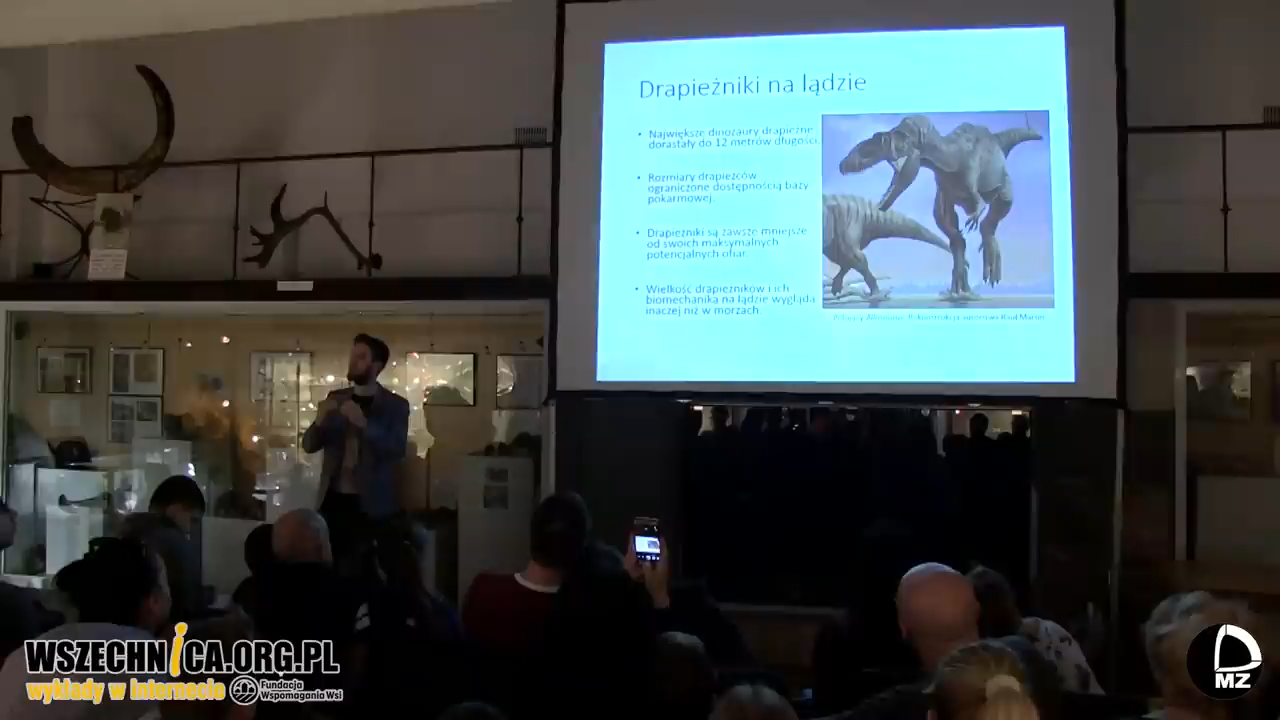 Drapieżniki na lądzie
• Największe dinozaury drapieżne
dorastały do 12 metrów długości.
• Rozmiary drapieżców
ograniczone dostępnością bazy
pokarmowej.
• Drapieżniki są zawsze mniejsze
od swoich maksymalnych
potencjalnych ofiar.
• Wielkość drapieżników i ich
biomechanika na lądzie wygląda
inaczej niż w morzach.
WSZECHNICA.ORG.PL
wykłady w internecie
Fundacja
Wspomagania Wsi
MZ